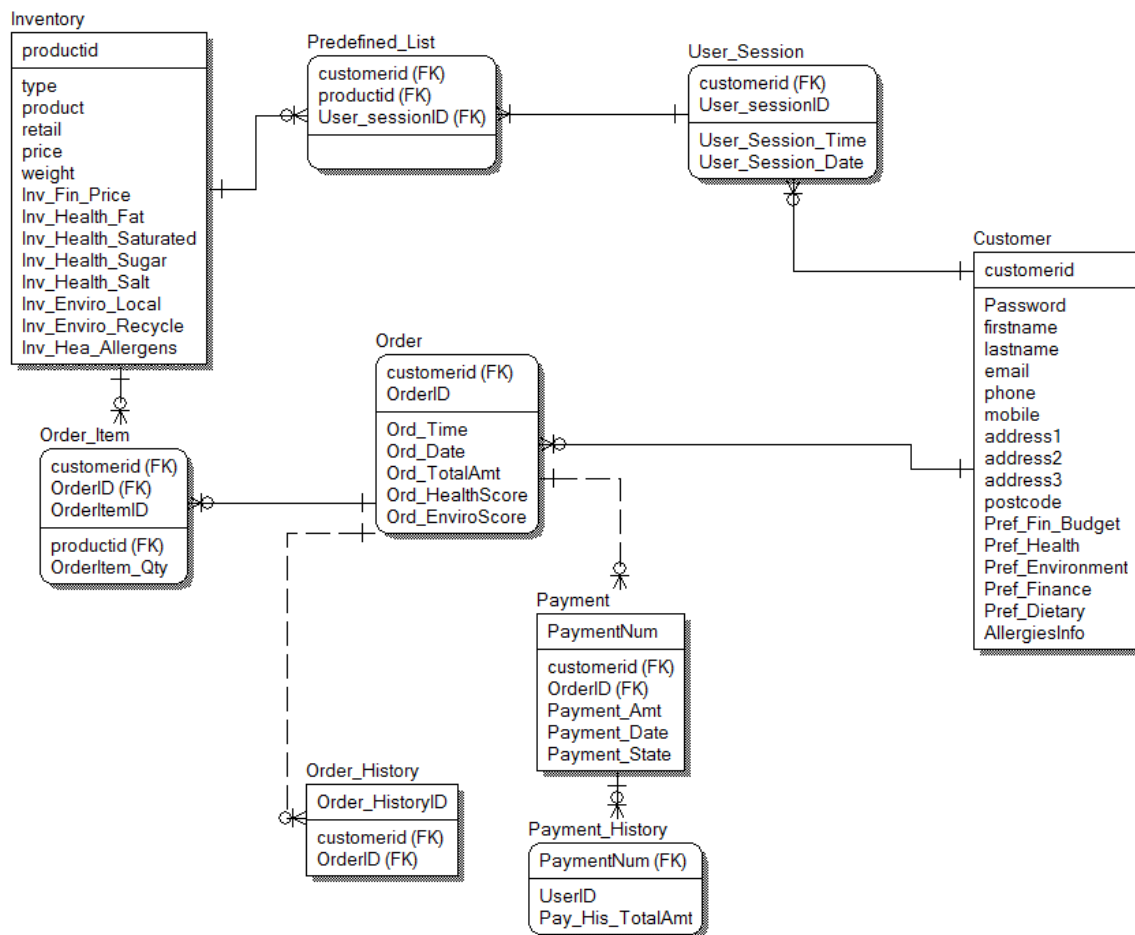 Inventory
productid
type
product
retail
price
weight
Inv_Fin_Price
Inv_Health_Fat
Inv_Health_Saturated
Inv_Health_Sugar
Inv_Health_Salt
Inv_Enviro_Local
Inv_Enviro_Recycle
Inv_Hea_Allergens
Predefined_List
customerid (FK)
productid (FK)
User_sessionID (FK)
User_Session
customerid (FK)
User_sessionID
User_Session_Time
User_Session_Date
Customer
customerid
Password
firstname
lastname
email
phone
mobile
address1
address2
address3
postcode
Pref_Fin_Budget
Pref_Health
Pref_Environment
Pref_Finance
Pref_Dietary
AllergiesInfo
Order
customerid (FK)
OrderID
Ord_Time
Ord_Date
Ord_TotalAmt
Ord_HealthScore
Ord_EnviroScore
Order_Item
customerid (FK)
OrderID (FK)
OrderItemID
productid (FK)
OrderItem_Qty
Payment
PaymentNum
customerid (FK)
OrderID (FK)
Payment_Amt
Payment_Date
Payment_State
Order_History
Order_HistoryID
customerid (FK)
OrderID (FK)
Payment_History
PaymentNum (FK)
UserID
Pay_His_TotalAmt